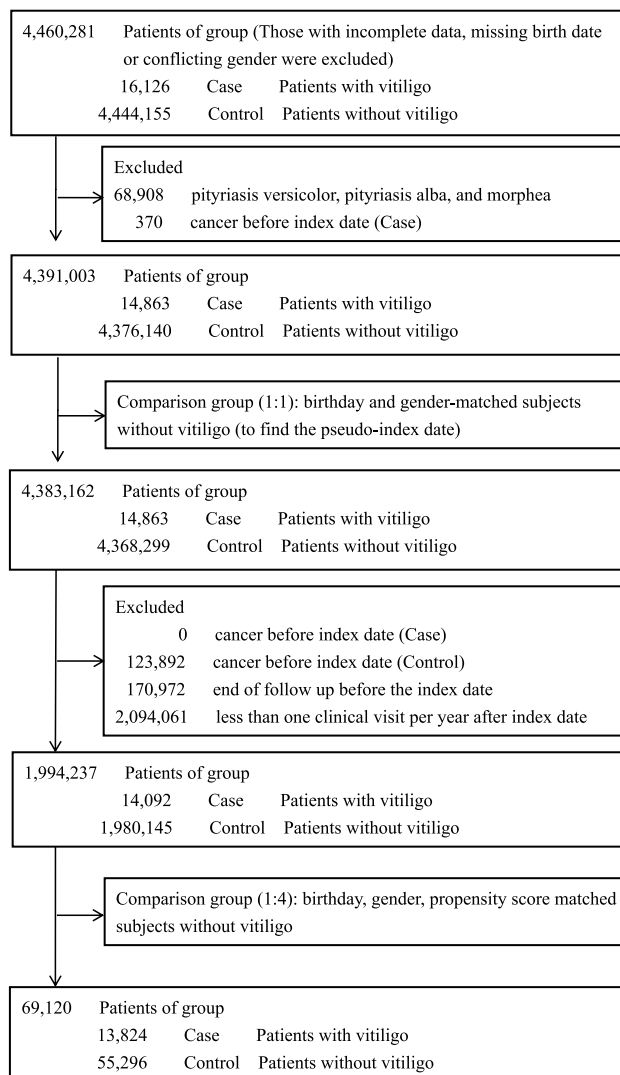 4,460,281 Patients of group (Those with incomplete data, missing birth date
or conflicting gender were excluded)
16,126 Case Patients with vitiligo
4,444,155 Control Patients without vitiligo
Excluded
68,908 pityriasis versicolor, pityriasis alba, and morphea
370 cancer before index date (Case)
4,391,003 Patients of group
14,863 Case Patients with vitiligo
4,376,140 Control Patients without vitiligo
Comparison group (1:1): birthday and gender-matched subjects
without vitiligo (to find the pseudo-index date)
4,383,162 Patients of group
14,863 Case Patients with vitiligo
4,368,299 Control Patients without vitiligo
Excluded
0 cancer before index date (Case)
123,892 cancer before index date (Control)
170,972 end of follow up before the index date
2,094,061 less than one clinical visit per year after index date
1,994,237 Patients of group
14,092 Case Patients with vitiligo
1,980,145 Control Patients without vitiligo
Comparison group (1:4): birthday, gender, propensity score matched
subjects without vitiligo
69,120 Patients of group
13,824 Case Patients with vitiligo
55,296 Control Patients without vitiligo